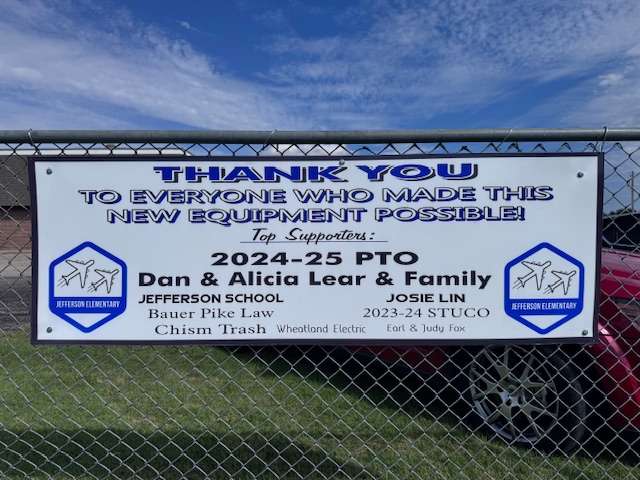 THANK YOU
TO EVERYONE WHO MADE THIS
NEW EQUIPMENT POSSIBLE!
Top Supporters:
2024-25 PTO
Dan & Alicia Lear & Family
JEFFERSON SCHOOL JOSIE LIN
Bauer Pike Law 2023-24 STUCO
Chism Trash Wheatland Electric Earl & Judy Fox
JEFFERSON ELEMENTARY
JEFFERSON ELEMENTARY